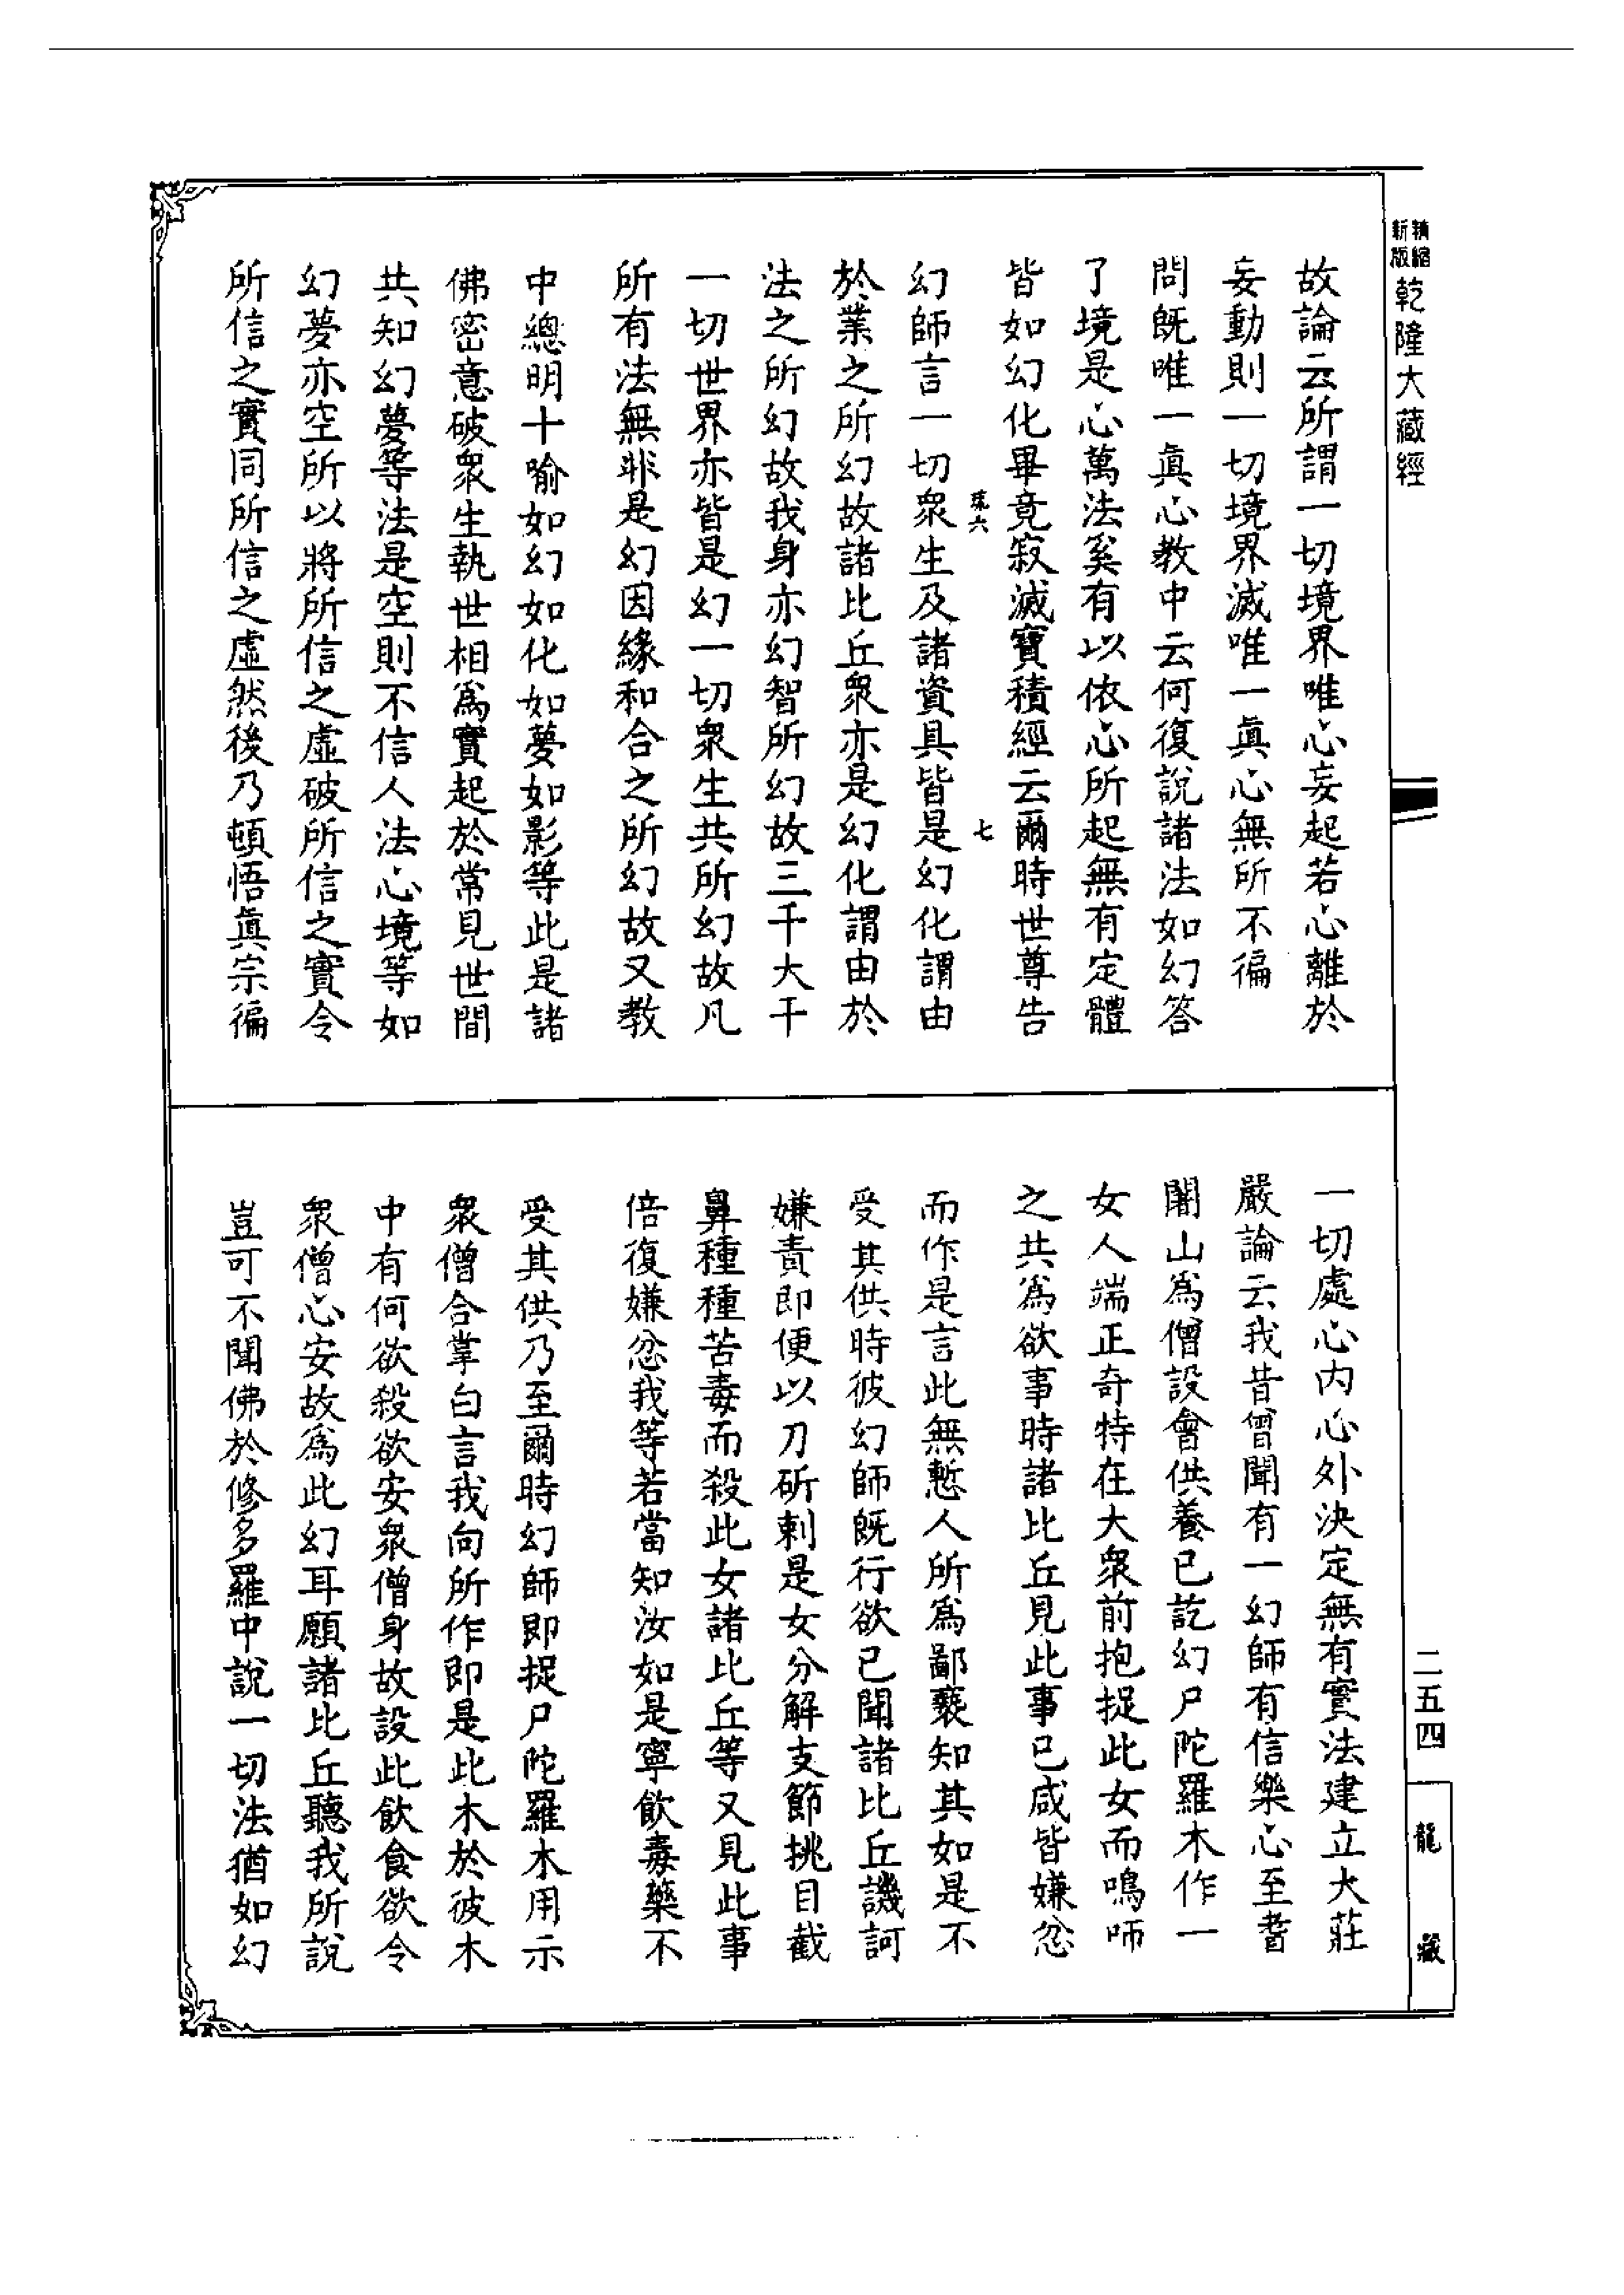 精縮
新版
乾隆大藏經
故論云所謂一切境界唯心妄起若心離於
妄動則一切境界滅唯一眞心無所不徧
問旣唯一眞心教中云何復說諸法如幻答
了境是心萬法奚有以依心所起無有定體
皆如幻化畢竟寂滅寶積經云爾時世尊告
六
七
幻師言一切衆生及諸資具皆是幻化謂由
於業之所幻故諸比丘衆亦是幻化謂由於
法之所幻故我身亦幻智所幻故三千大千
一切世界亦皆是幻一切衆生共所幻故凡
所有法無非是幻因緣和合之所幻故又教
中總明十喻如幻如化如夢如影等此是諸
佛密意破衆生執世相爲實起於常見世間
共知幻夢等法是空則不信人法心境等如
幻夢亦空所以將所信之虛破所信之實令
所信之實同所信之虛然後乃頓悟眞宗徧
一切處心內心外決定無有實法建立大莊
嚴論云我昔曾聞有一幻師有信樂心至耆
闍山爲僧設會供養已訖幻尸陀羅木作一
女人端正奇特在大衆前抱捉此女而鳴師
之共爲欲事時諸比丘見此事已咸皆嫌忿
而作是言此無慙人所爲鄙褻知其如是不
受其供時彼幻師旣行欲已聞諸比丘譏訶
嫌責即便以刀斫刺是女分解支節挑目截
鼻種種苦毒而殺此女諸比丘等又見此事
倍復嫌忿我等若當知汝如是寧飮毒藥不
受其供乃至爾時幻師即捉尸陀羅木用示
衆僧合掌白言我向所作即是此木於彼木
中有何欲殺欲安衆僧身故設此飮食欲令
衆僧心安故爲此幻耳願諸比丘聽我所說
豈可不聞佛於修多羅中說一切法猶如幻
二五四
龍藏